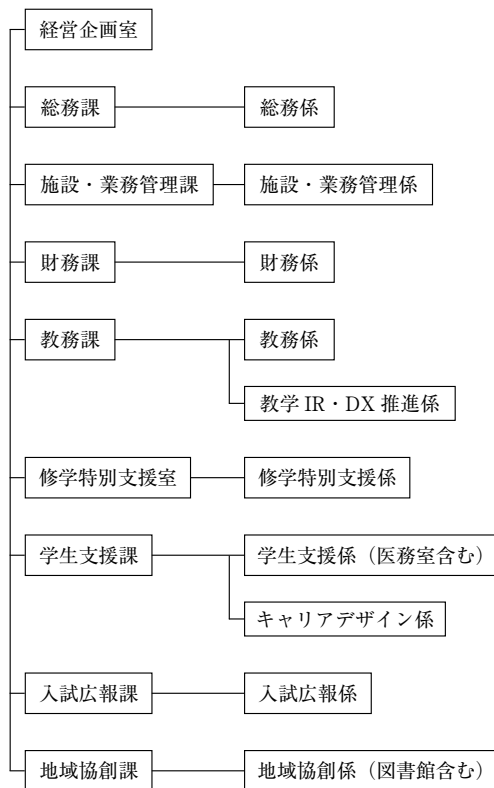 経営企画室
総務課
総務係
施設・業務管理課
施設・業務管理係
財務課
財務係
教務課
教務係
教学 IR・DX 推進係
修学特別支援室
修学特別支援係
学生支援課
学生支援係（医務室含む）
キャリアデザイン係
入試広報課
入試広報係
地域協創課
地域協創係（図書館含む）